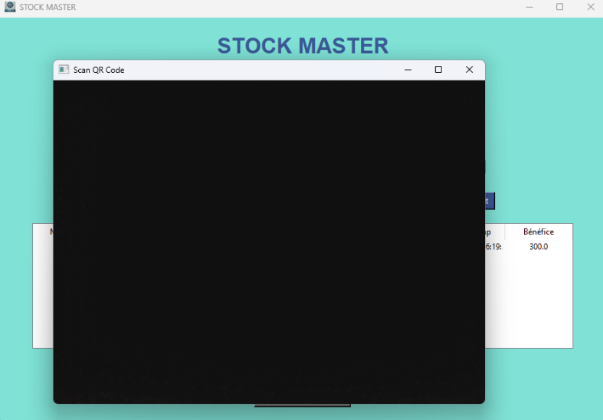 STOCK MASTER
STOCK MASTER
Scan QR Code
Bénéfice
300.0